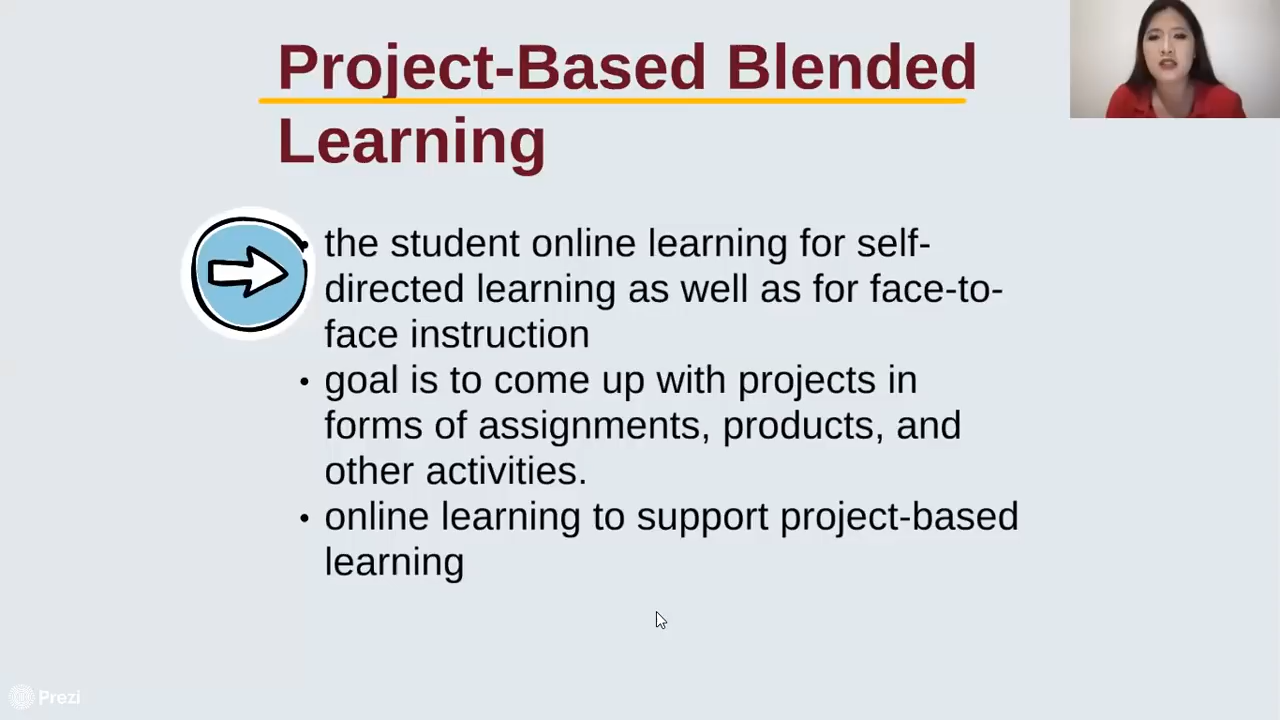 Project-Based Blended
Learning
• the student online learning for self-
directed learning as well as for face-to-
face instruction
• goal is to come up with projects in
forms of assignments, products, and
other activities.
• online learning to support project-based
learning
Prezi